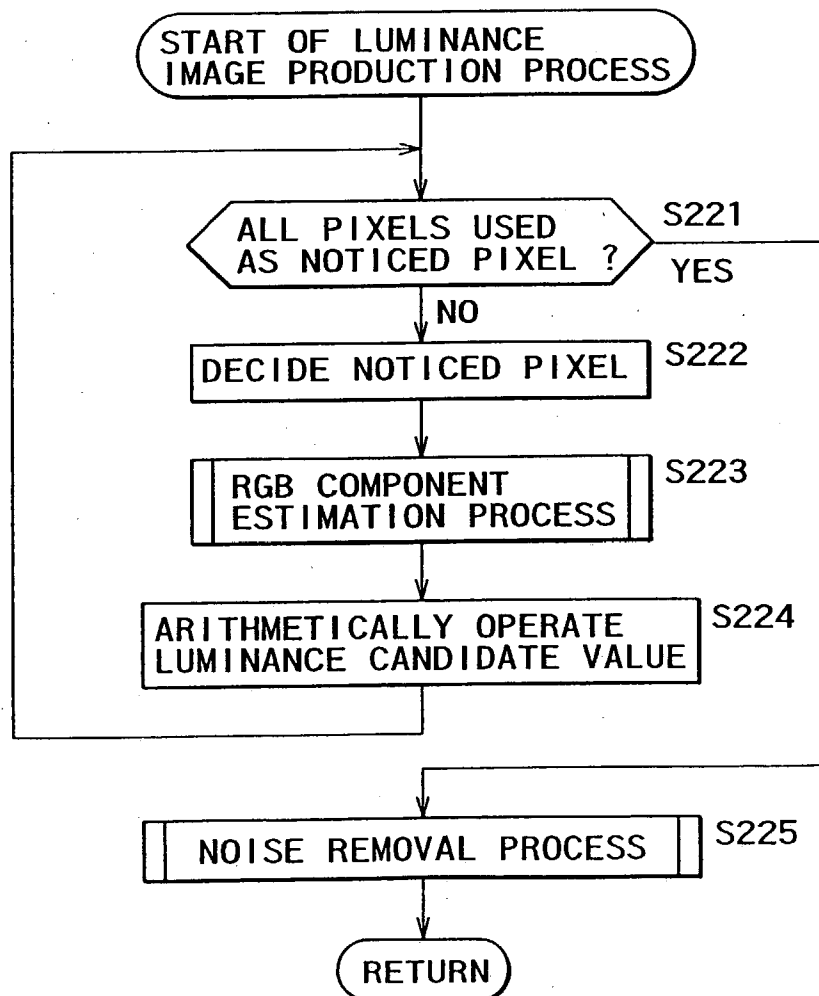 START OF LUMINANCE
IMAGE PRODUCTION PROCESS
ALL PIXELS USED
AS NOTICED PIXEL ?
S221
YES
NO
DECIDE NOTICED PIXEL
S222
RGB COMPONENT
ESTIMATION PROCESS
S223
ARITHMETICALLY OPERATE
LUMINANCE CANDIDATE VALUE
S224
NOISE REMOVAL PROCESS
S225
RETURN